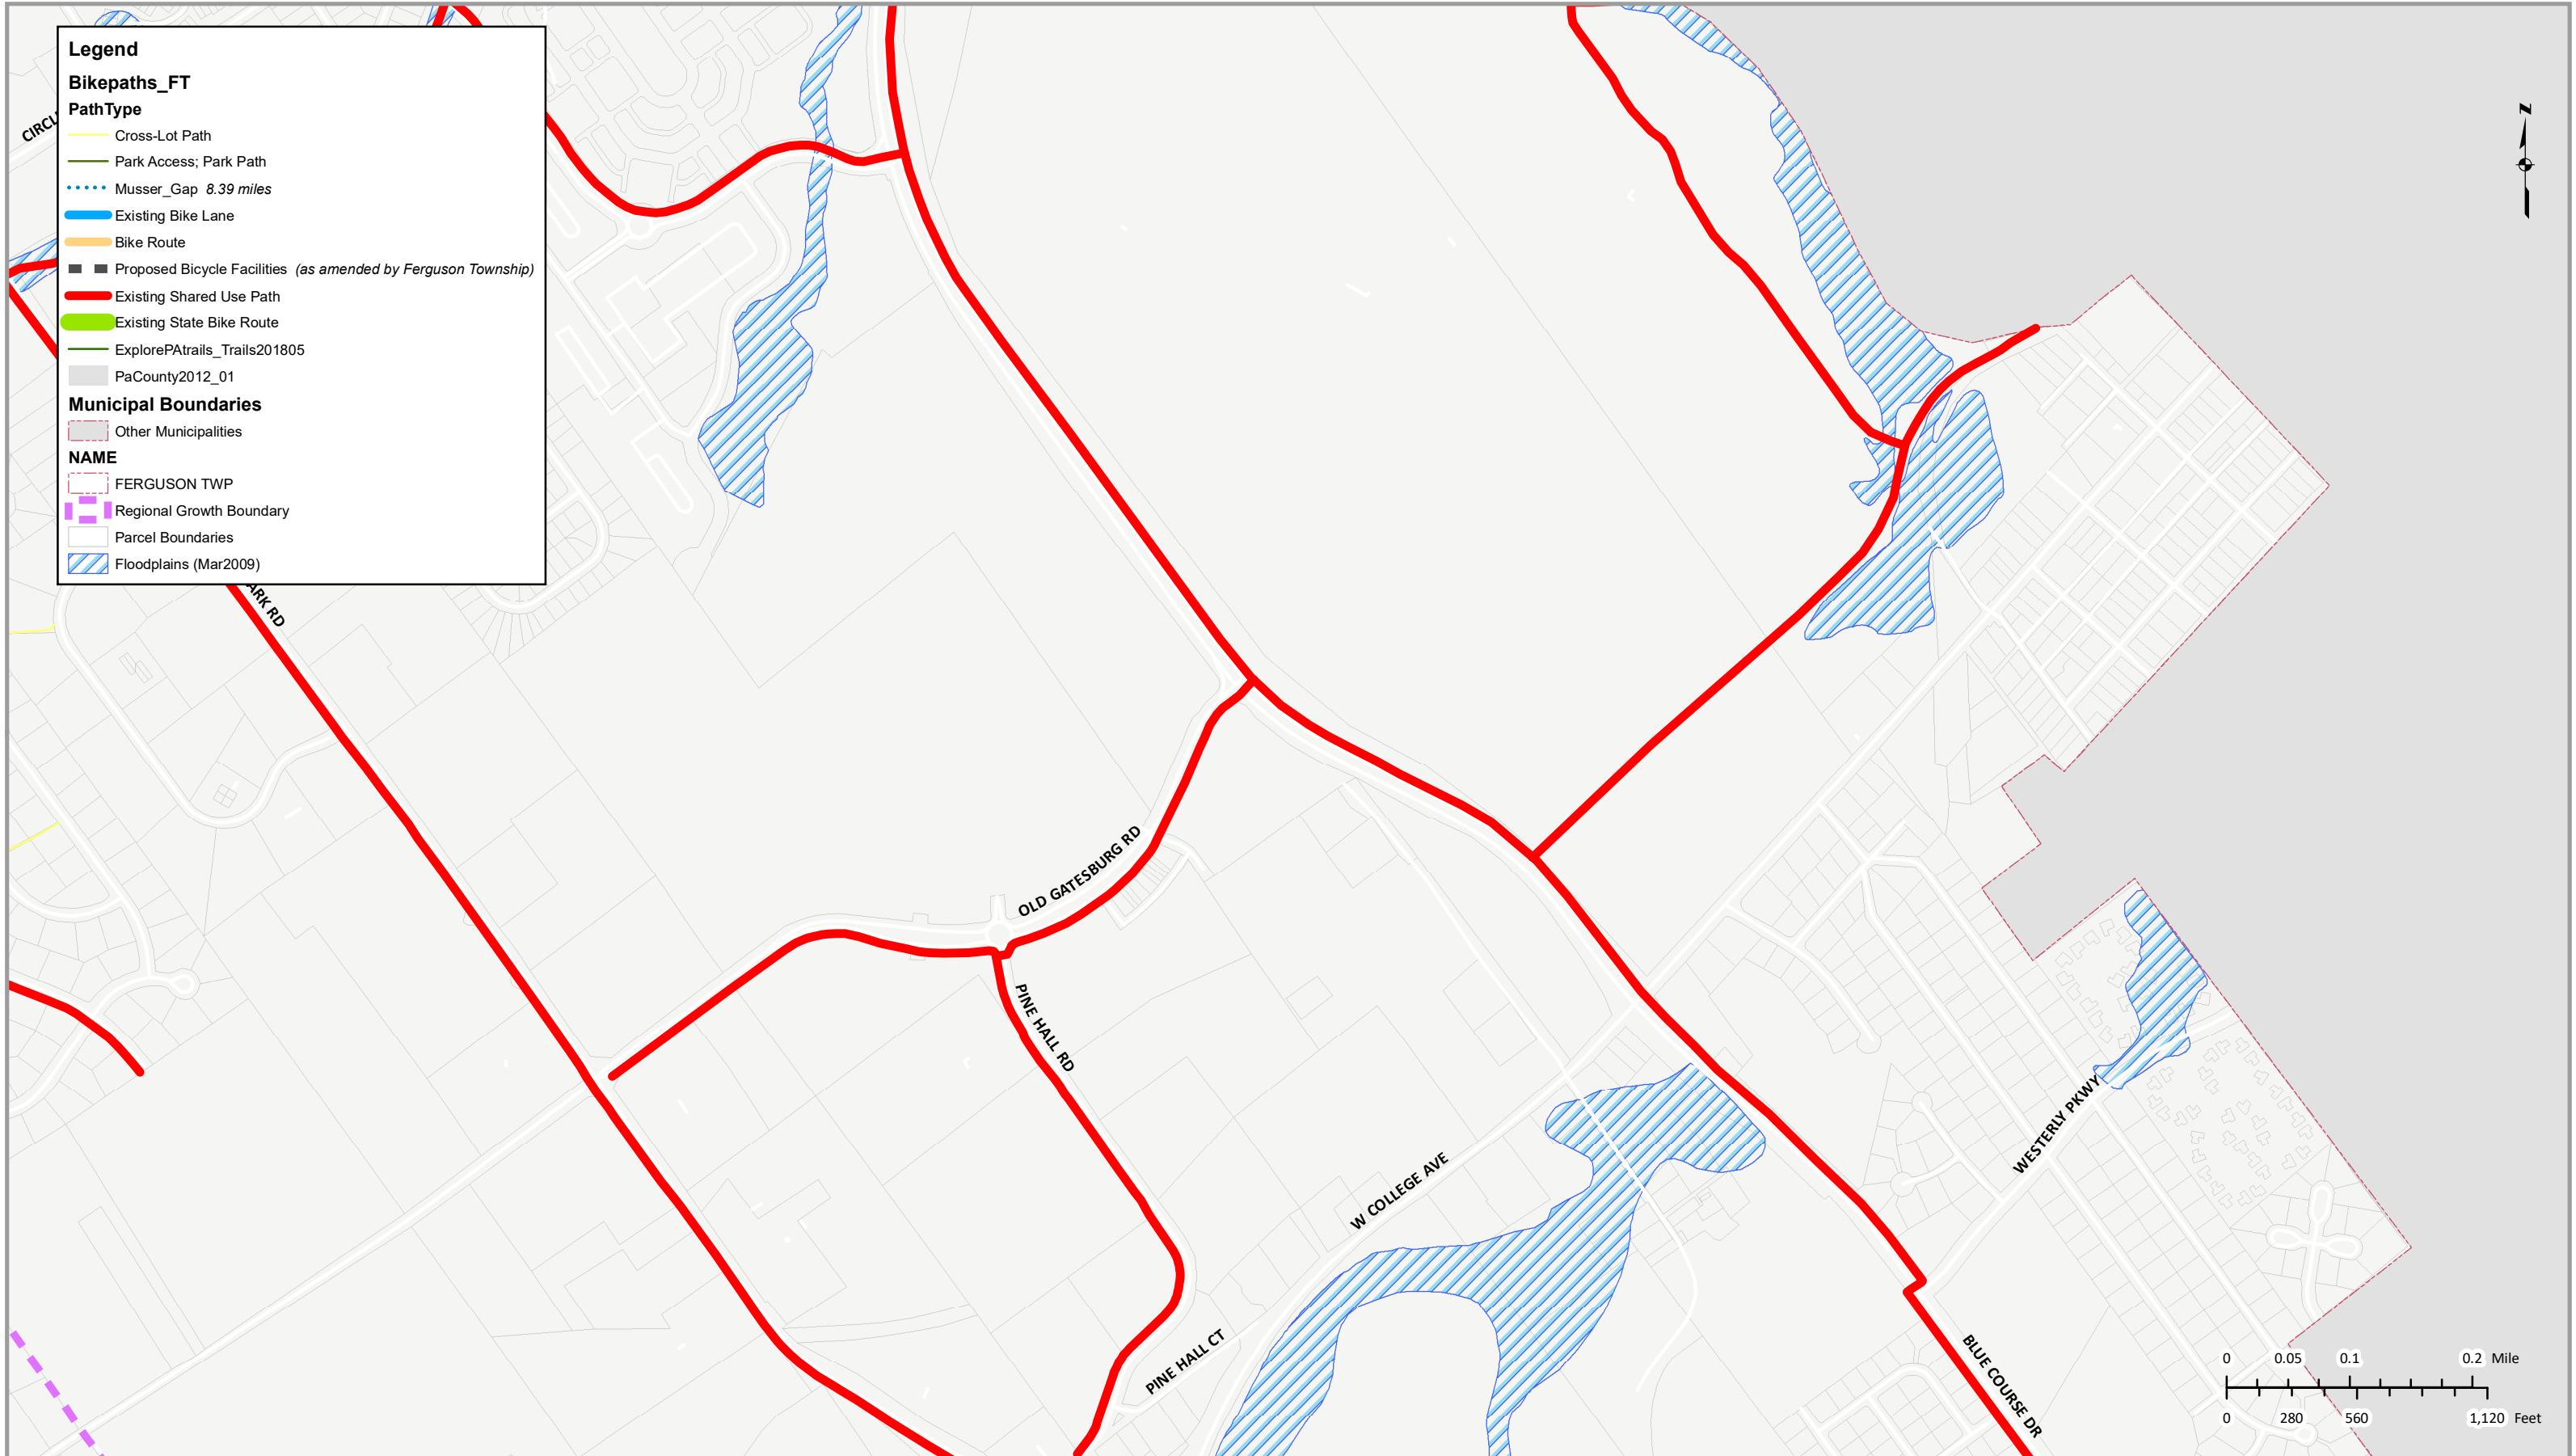 Legend
Bikepaths_FT
PathType
Cross-Lot Path
Park Access; Park Path
Musser_Gap 8.39 miles
Existing Bike Lane
Bike Route
Proposed Bicycle Facilities (as amended by Ferguson Township)
Existing Shared Use Path
Existing State Bike Route
ExplorePAtrails_Trails201805
PaCounty2012_01
Municipal Boundaries
Other Municipalities
NAME
FERGUSON TWP
Regional Growth Boundary
Parcel Boundaries
Floodplains (Mar2009)
N
RD
OLD GATESBURG RD
PINE HALL RD
W COLLEGE AVE
PINE HALL CT
WESTERLY PKWY
BLUE COURSE DR
0 0.05 0.1 0.2 Mile
0 280 560 1,120 Feet